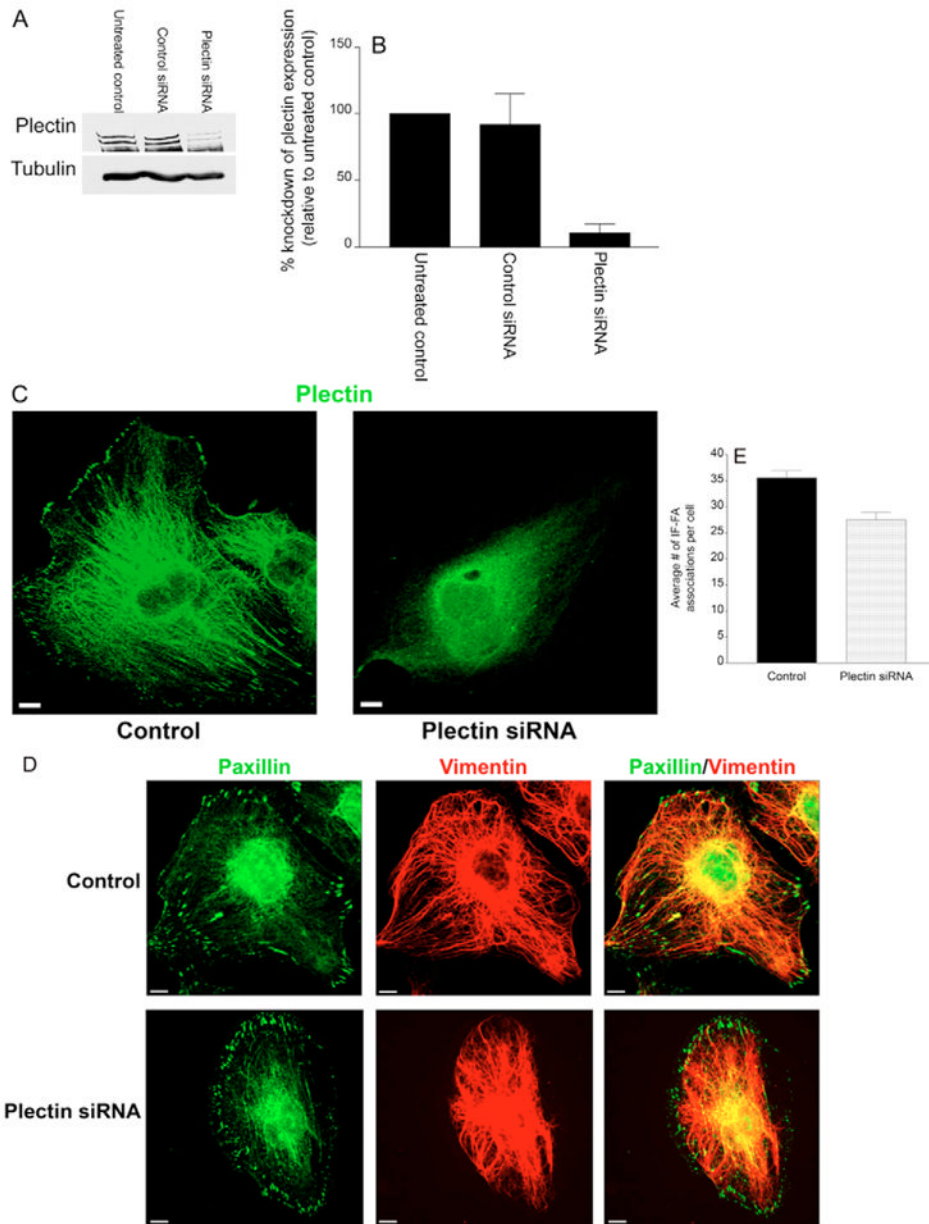 A
Untreated control
Control siRNA
Plectin siRNA
Plectin
Tubulin
B
% knockdown of plectin expression
(relative to untreated control)
150
100
50
0
Untreated control
Control siRNA
Plectin siRNA
C
Plectin
Control
Plectin siRNA
E
Average # of IF-FA
associations per cell
40
35
30
25
20
15
10
5
0
Control
Plectin siRNA
D
Paxillin
Vimentin
Paxillin/Vimentin
Control
Plectin siRNA